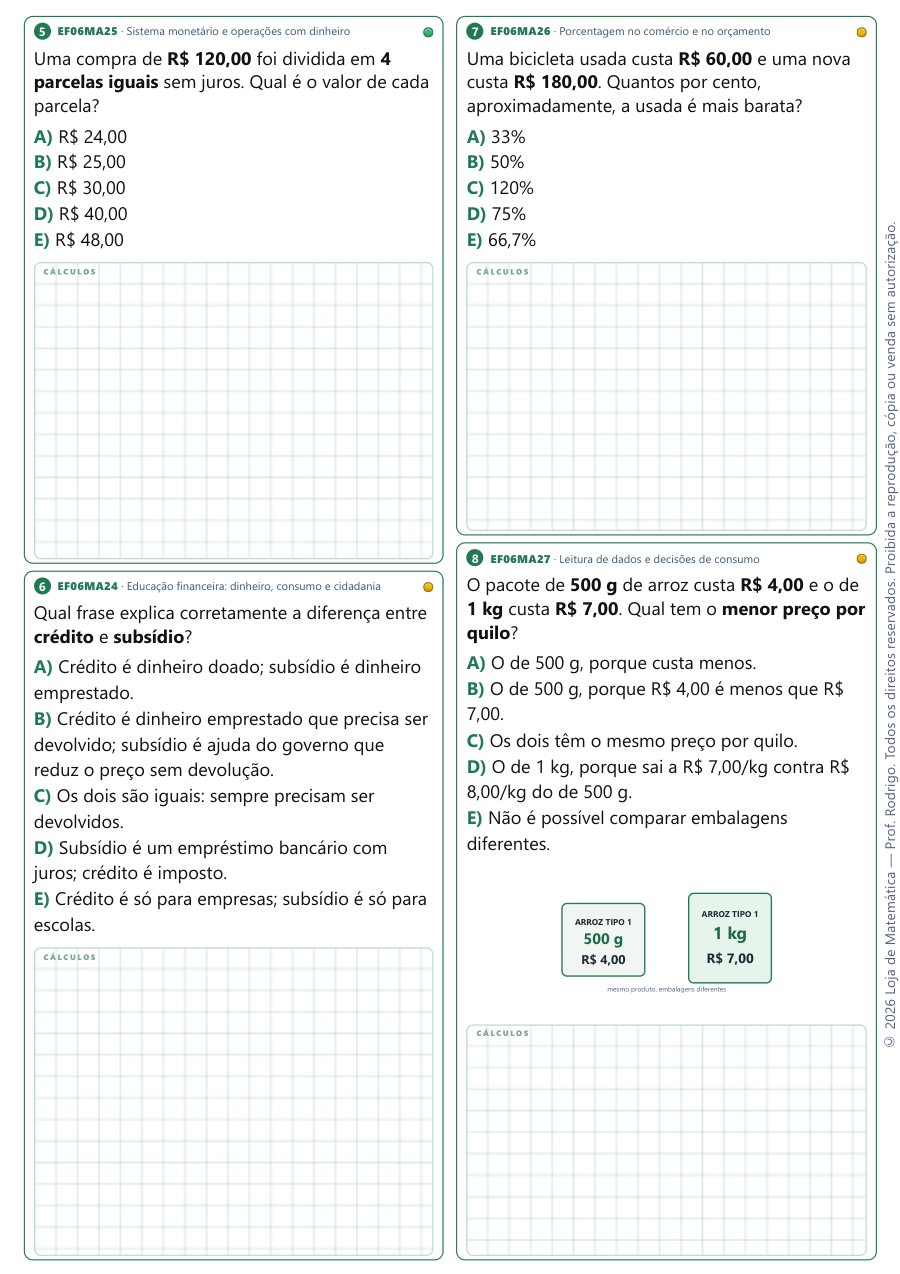 5 EF06MA25 · Sistema monetário e operações com dinheiro
Uma compra de R$ 120,00 foi dividida em 4
parcelas iguais sem juros. Qual é o valor de cada
parcela?
A) R$ 24,00
B) R$ 25,00
C) R$ 30,00
D) R$ 40,00
E) R$ 48,00
CÁLCULOS
6 EF06MA24 · Educação financeira: dinheiro, consumo e cidadania
Qual frase explica corretamente a diferença entre
crédito e subsídio?
A) Crédito é dinheiro doado; subsídio é dinheiro
emprestado.
B) Crédito é dinheiro emprestado que precisa ser
devolvido; subsídio é ajuda do governo que
reduz o preço sem devolução.
C) Os dois são iguais: sempre precisam ser
devolvidos.
D) Subsídio é um empréstimo bancário com
juros; crédito é imposto.
E) Crédito é só para empresas; subsídio é só para
escolas.
CÁLCULOS
7 EF06MA26 · Porcentagem no comércio e no orçamento
Uma bicicleta usada custa R$ 60,00 e uma nova
custa R$ 180,00. Quantos por cento,
aproximadamente, a usada é mais barata?
A) 33%
B) 50%
C) 120%
D) 75%
E) 66,7%
CÁLCULOS
8 EF06MA27 · Leitura de dados e decisões de consumo
O pacote de 500 g de arroz custa R$ 4,00 e o de
1 kg custa R$ 7,00. Qual tem o menor preço por
quilo?
A) O de 500 g, porque custa menos.
B) O de 500 g, porque R$ 4,00 é menos que R$
7,00.
C) Os dois têm o mesmo preço por quilo.
D) O de 1 kg, porque sai a R$ 7,00/kg contra R$
8,00/kg do de 500 g.
E) Não é possível comparar embalagens
diferentes.
ARROZ TIPO 1
500 g
R$ 4,00
ARROZ TIPO 1
1 kg
R$ 7,00
mesmo produto, embalagens diferentes
CÁLCULOS
© 2026 Loja de Matemática — Prof. Rodrigo. Todos os direitos reservados. Proibida a reprodução, cópia ou venda sem autorização.